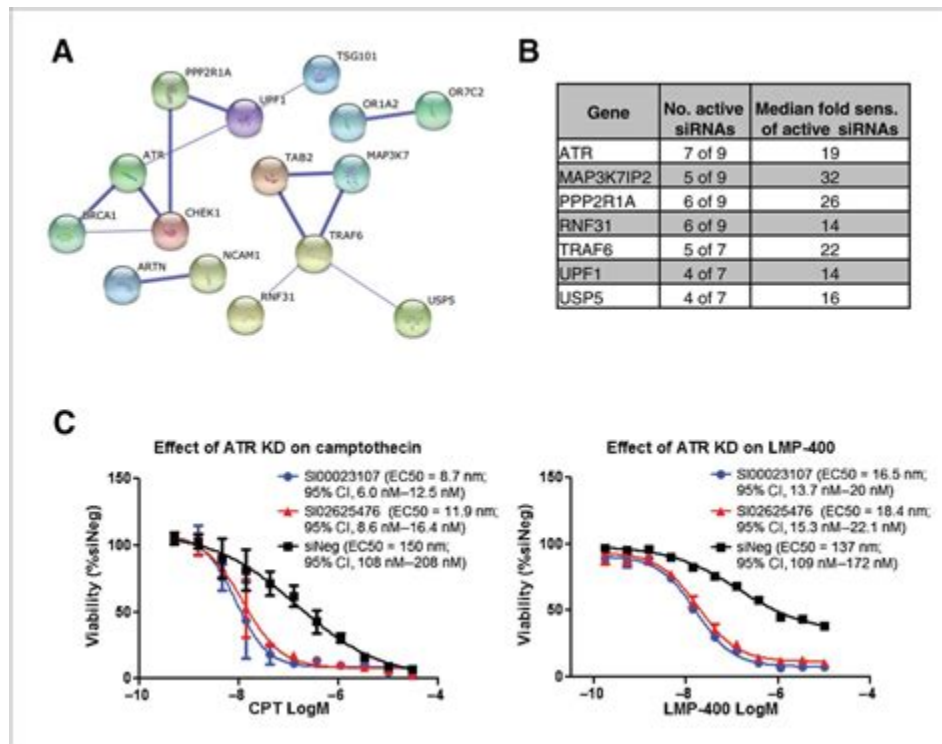 A
PPP2R1A
TSG101
UPF1
OR1A2
OR7C2
ATR
TAB2
MAP3K7
BRCA1
CHEK1
TRAF6
ARTN
NCAM1
RNF31
USP5
B
Gene
No. active siRNAs
Median fold sens. of active siRNAs
ATR 7 of 9 19
MAP3K7IP2 5 of 9 32
PPP2R1A 6 of 9 26
RNF31 6 of 9 14
TRAF6 5 of 7 22
UPF1 4 of 7 14
USP5 4 of 7 16
C
Effect of ATR KD on camptothecin
SI00023107 (EC50 = 8.7 nm;
95% CI, 6.0 nM–12.5 nM)
SI02625476 (EC50 = 11.9 nm;
95% CI, 8.6 nM–16.4 nM)
siNeg (EC50 = 150 nm;
95% CI, 108 nM–208 nM)
Viability (%siNeg)
150
100
50
0
–10 –8 –6 –4
CPT LogM
Effect of ATR KD on LMP-400
SI00023107 (EC50 = 16.5 nm;
95% CI, 13.7 nM–20 nM)
SI02625476 (EC50 = 18.4 nm;
95% CI, 15.3 nM–22.1 nM)
siNeg (EC50 = 137 nm;
95% CI, 109 nM–172 nM)
Viability (%siNeg)
150
100
50
0
–10 –8 –6 –4
LMP-400 LogM